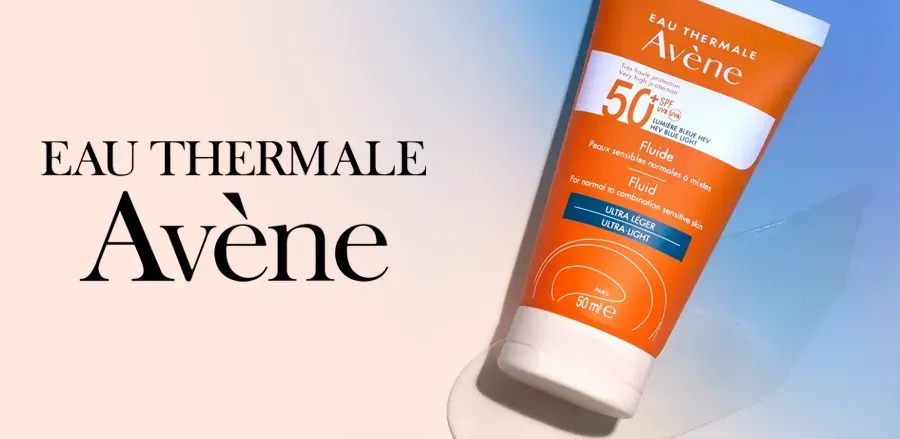 EAU THERMALE
Avène
EAU THERMALE
Avène
Très haute protection
Very high protection
50+ SPF
UVB UVA
LUMIÈRE BLEUE HEV
HEV BLUE LIGHT
Fluide
Peaux sensibles normales à mixtes
Fluid
For normal to combination sensitive skin
ULTRA LÉGER
ULTRA-LIGHT
PARIS
50 ml e